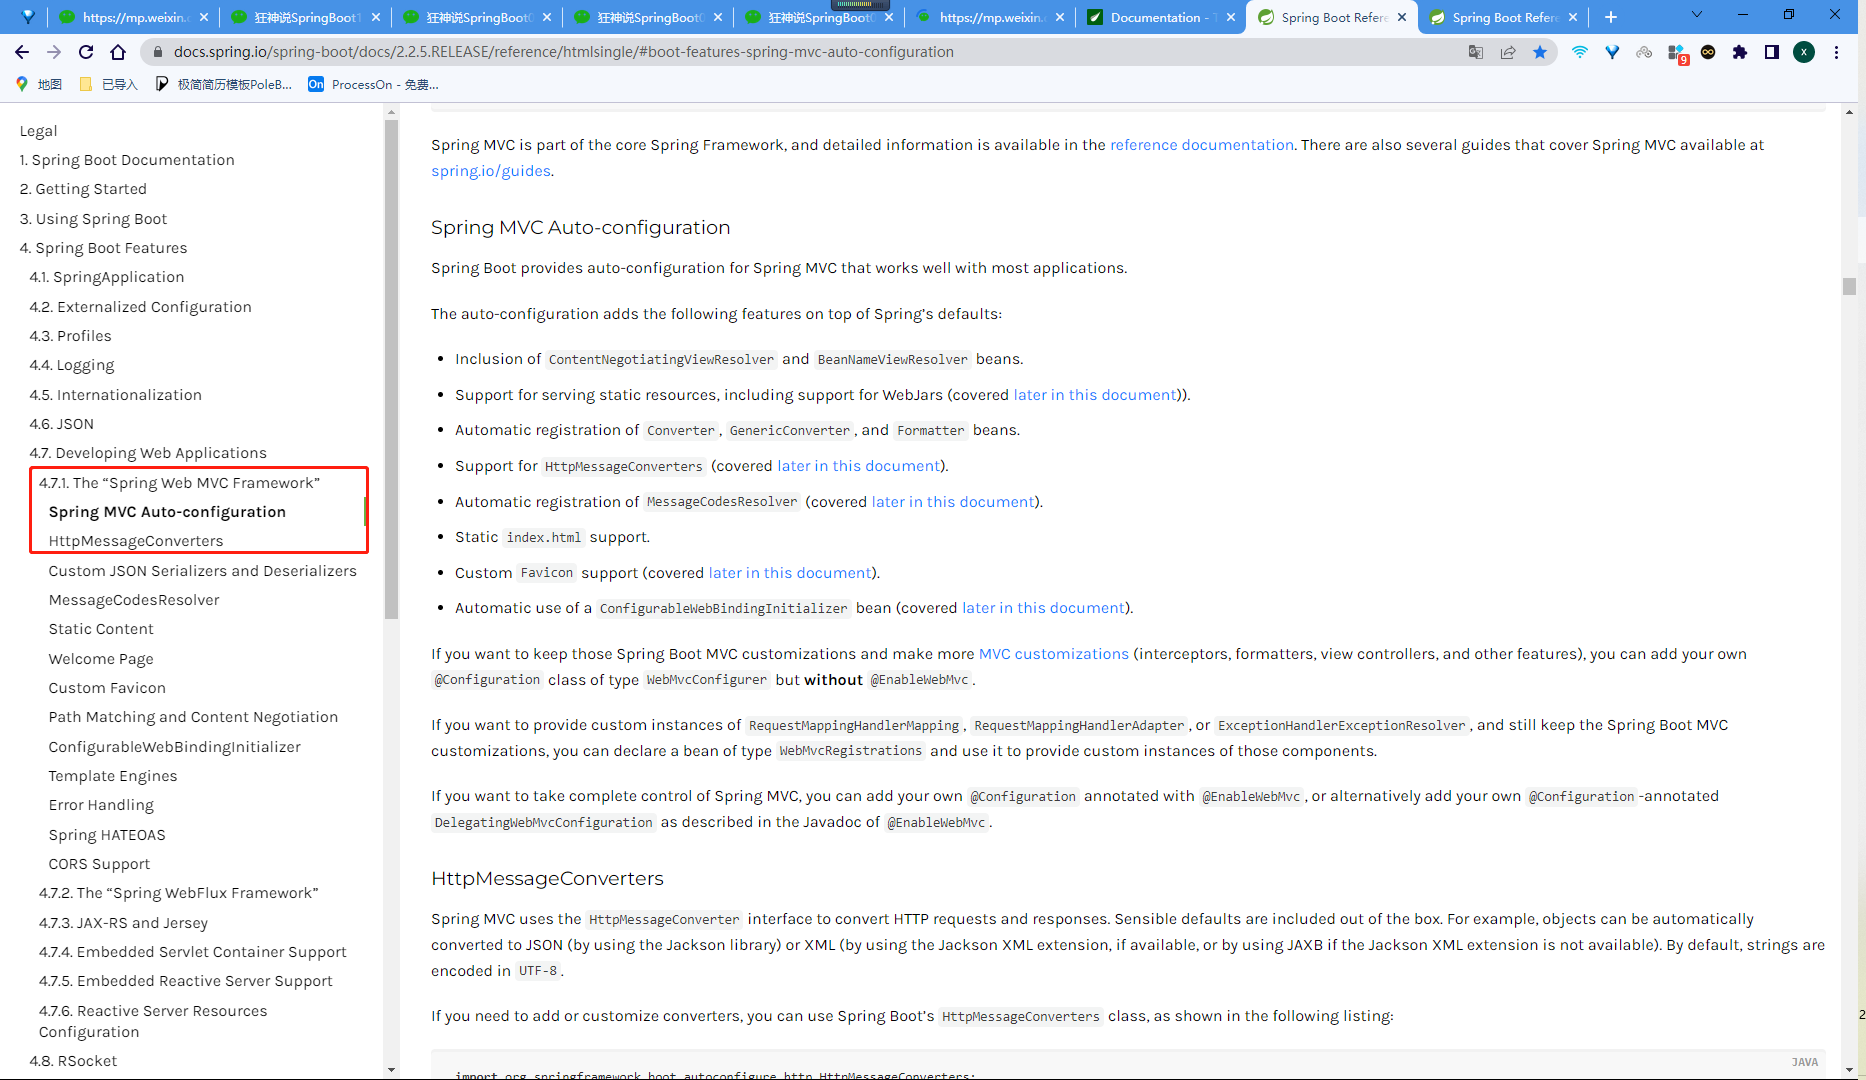 https://mp.weixin.
狂神说SpringBoot1
狂神说SpringBoot
狂神说SpringBoot
狂神说SpringBoot
https://mp.weixin.
Documentation -
Spring Boot Refere
Spring Boot Refere
docs.spring.io/spring-boot/docs/2.2.5.RELEASE/reference/htmlsingle/#boot-features-spring-mvc-auto-configuration
9
X
地图
已导入
极简简历模板PoleB...
On
ProcessOn - 免费...
Legal
1. Spring Boot Documentation
2. Getting Started
3. Using Spring Boot
4. Spring Boot Features
4.1. SpringApplication
4.2. Externalized Configuration
4.3. Profiles
4.4. Logging
4.5. Internationalization
4.6. JSON
4.7. Developing Web Applications
4.7.1. The “Spring Web MVC Framework”
Spring MVC Auto-configuration
HttpMessageConverters
Custom JSON Serializers and Deserializers
MessageCodesResolver
Static Content
Welcome Page
Custom Favicon
Path Matching and Content Negotiation
ConfigurableWebBindingInitializer
Template Engines
Error Handling
Spring HATEOAS
CORS Support
4.7.2. The “Spring WebFlux Framework”
4.7.3. JAX-RS and Jersey
4.7.4. Embedded Servlet Container Support
4.7.5. Embedded Reactive Server Support
4.7.6. Reactive Server Resources
Configuration
4.8. RSocket
Spring MVC is part of the core Spring Framework, and detailed information is available in the reference documentation. There are also several guides that cover Spring MVC available at
spring.io/guides.
Spring MVC Auto-configuration
Spring Boot provides auto-configuration for Spring MVC that works well with most applications.
The auto-configuration adds the following features on top of Spring’s defaults:
• Inclusion of ContentNegotiatingViewResolver and BeanNameViewResolver beans.
• Support for serving static resources, including support for WebJars (covered later in this document)).
• Automatic registration of Converter, GenericConverter, and Formatter beans.
• Support for HttpMessageConverters (covered later in this document).
• Automatic registration of MessageCodesResolver (covered later in this document).
• Static index.html support.
• Custom Favicon support (covered later in this document).
• Automatic use of a ConfigurableWebBindingInitializer bean (covered later in this document).
If you want to keep those Spring Boot MVC customizations and make more MVC customizations (interceptors, formatters, view controllers, and other features), you can add your own
@Configuration class of type WebMvcConfigurer but without @EnableWebMvc.
If you want to provide custom instances of RequestMappingHandlerMapping, RequestMappingHandlerAdapter, or ExceptionHandlerExceptionResolver, and still keep the Spring Boot MVC
customizations, you can declare a bean of type WebMvcRegistrations and use it to provide custom instances of those components.
If you want to take complete control of Spring MVC, you can add your own @Configuration annotated with @EnableWebMvc, or alternatively add your own @Configuration-annotated
DelegatingWebMvcConfiguration as described in the Javadoc of @EnableWebMvc.
HttpMessageConverters
Spring MVC uses the HttpMessageConverter interface to convert HTTP requests and responses. Sensible defaults are included out of the box. For example, objects can be automatically
converted to JSON (by using the Jackson library) or XML (by using the Jackson XML extension, if available, or by using JAXB if the Jackson XML extension is not available). By default, strings are
encoded in UTF-8.
If you need to add or customize converters, you can use Spring Boot’s HttpMessageConverters class, as shown in the following listing:
JAVA
import org.springframework.boot.autoconfigure.http.HttpMessageConverters;
2